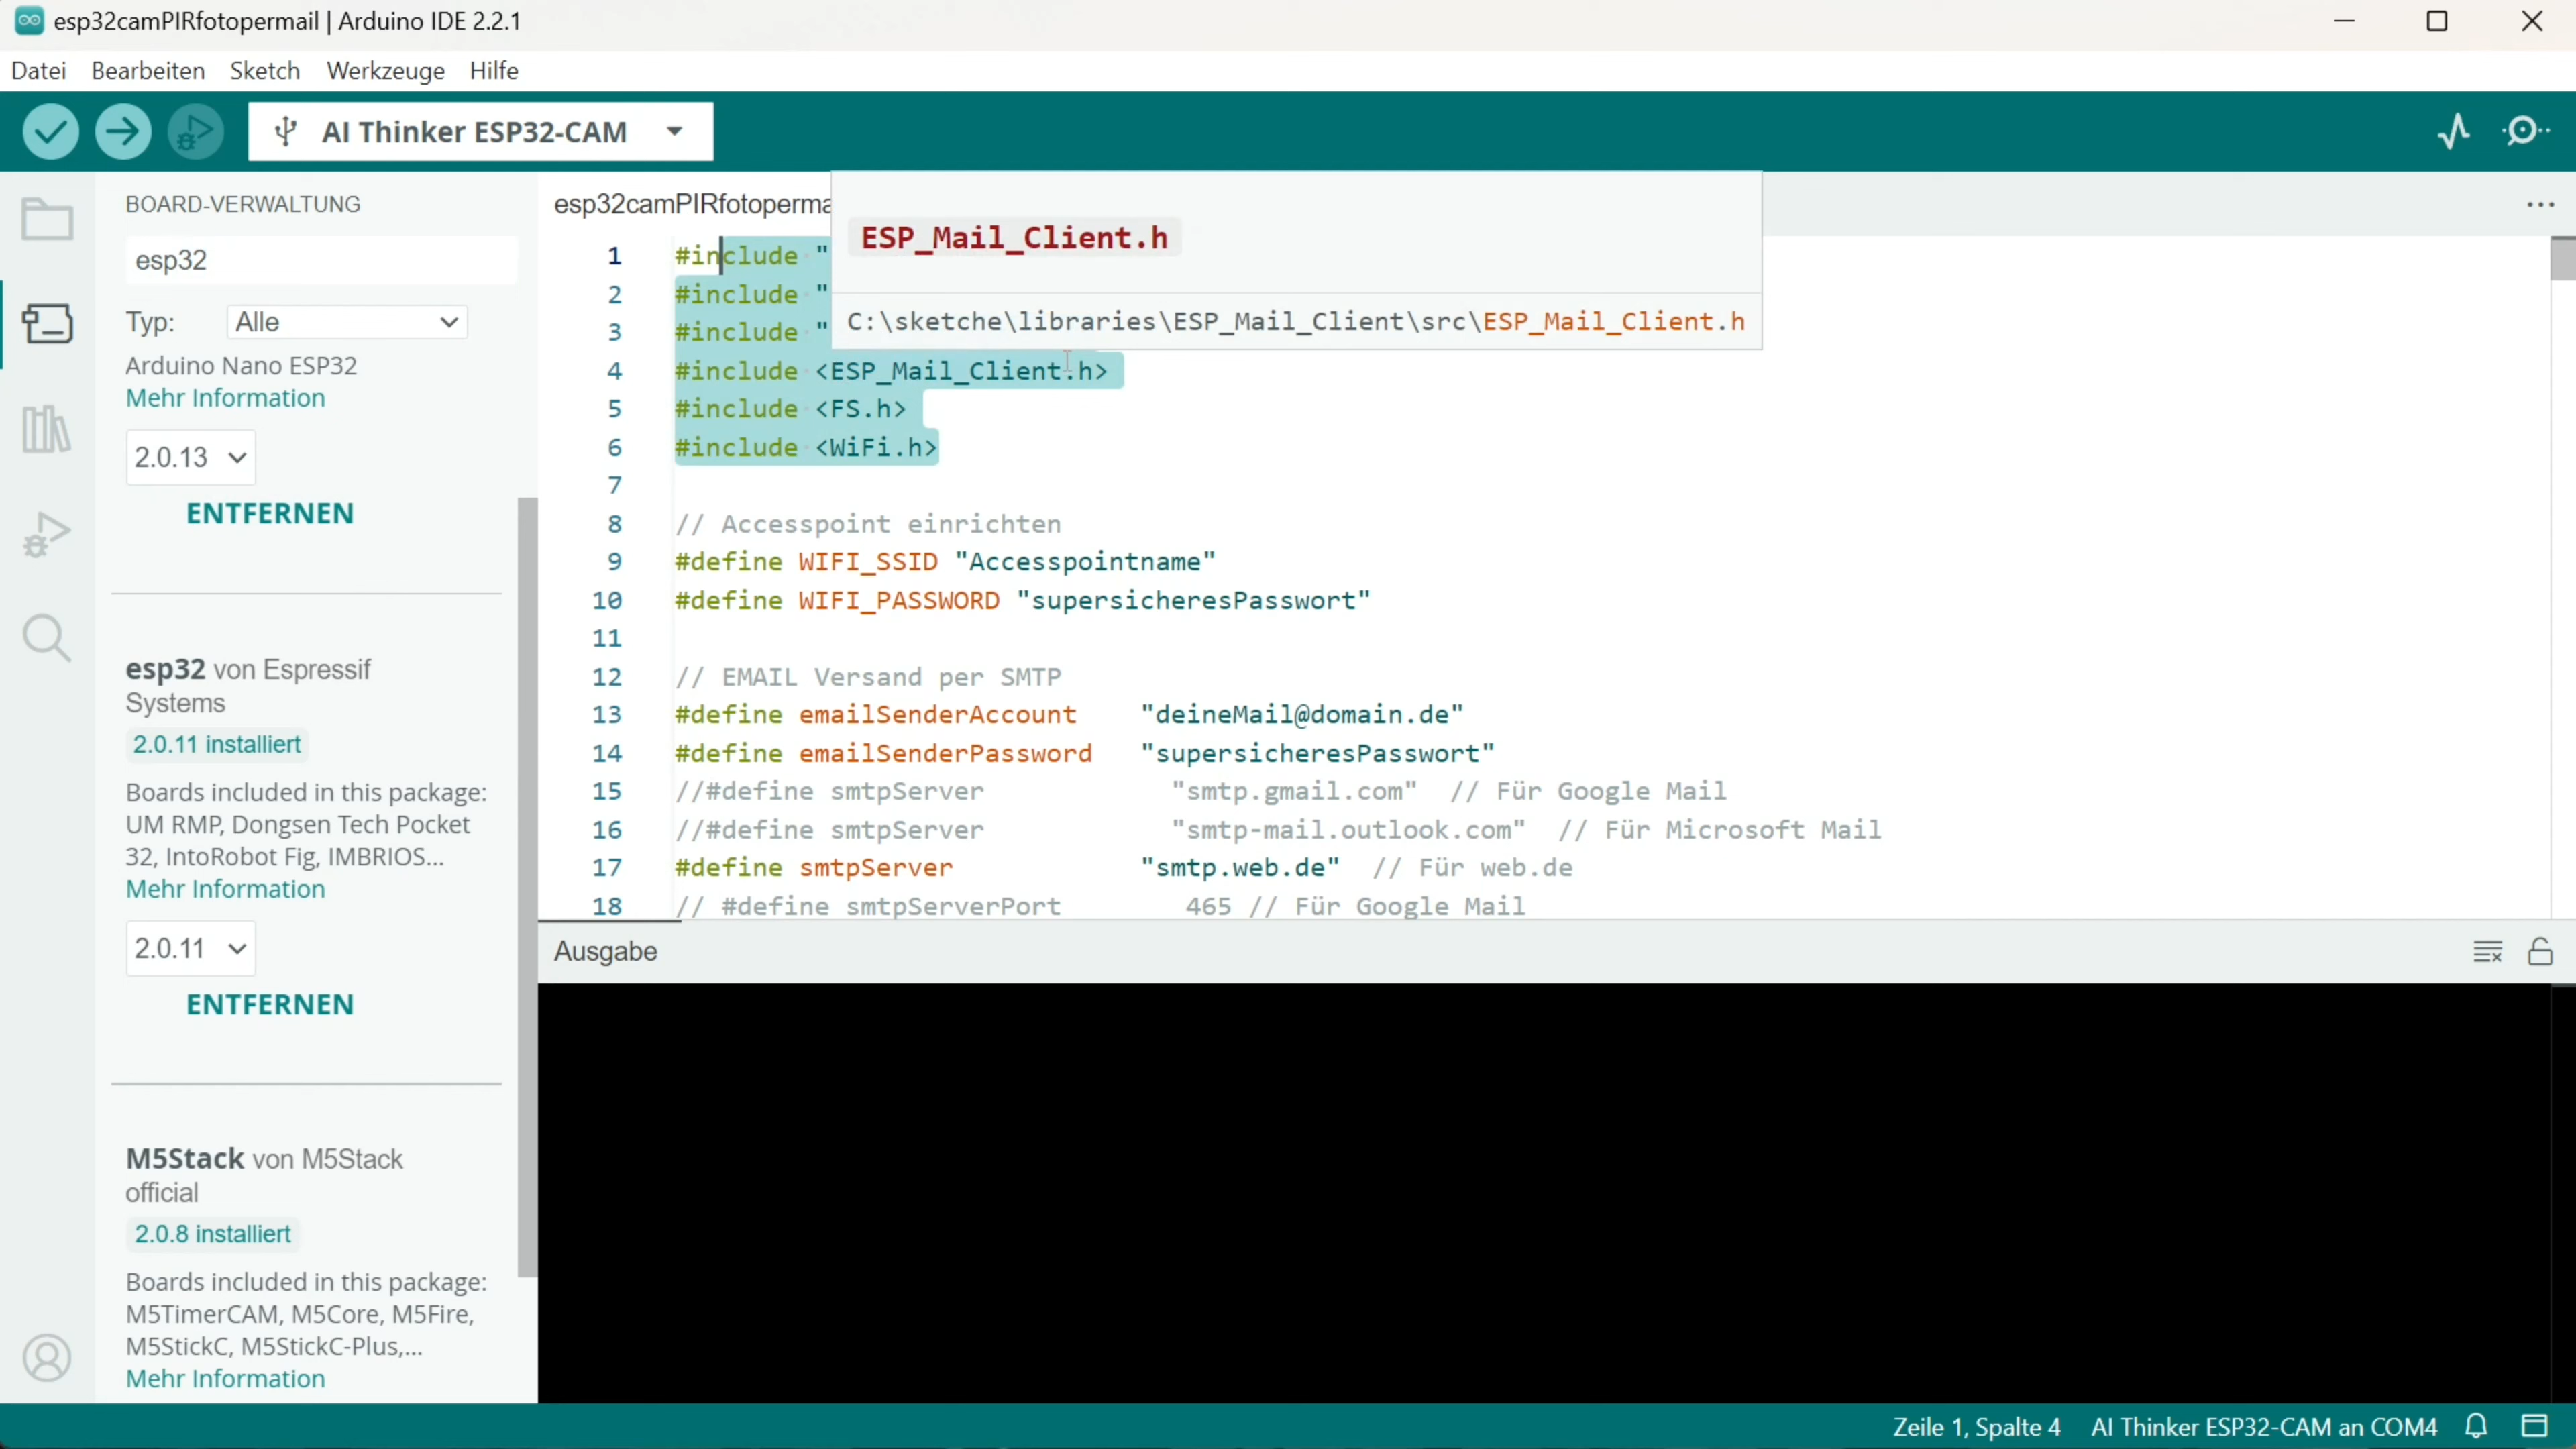 esp32camPIRfotopermail | Arduino IDE 2.2.1
Datei Bearbeiten Sketch Werkzeuge Hilfe
AI Thinker ESP32-CAM
BOARD-VERWALTUNG
esp32
Typ: Alle
Arduino Nano ESP32
Mehr Information
2.0.13
ENTFERNEN
esp32 von Espressif
Systems
2.0.11 installiert
Boards included in this package:
UM RMP, Dongsen Tech Pocket
32, IntoRobot Fig, IMBRIOS...
Mehr Information
2.0.11
ENTFERNEN
M5Stack von M5Stack
official
2.0.8 installiert
Boards included in this package:
M5TimerCAM, M5Core, M5Fire,
M5StickC, M5StickC-Plus,...
Mehr Information
esp32camPIRfotoperma
ESP_Mail_Client.h
C:\sketche\libraries\ESP_Mail_Client\src\ESP_Mail_Client.h
1 #include "
2 #include "
3 #include "
4 #include <ESP_Mail_Client.h>
5 #include <FS.h>
6 #include <WiFi.h>
7
8 // Accesspoint einrichten
9 #define WIFI_SSID "Accesspointname"
10 #define WIFI_PASSWORD "supersicheresPasswort"
11
12 // EMAIL Versand per SMTP
13 #define emailSenderAccount "deineMail@domain.de"
14 #define emailSenderPassword "supersicheresPasswort"
15 //#define smtpServer "smtp.gmail.com" // Für Google Mail
16 //#define smtpServer "smtp-mail.outlook.com" // Für Microsoft Mail
17 #define smtpServer "smtp.web.de" // Für web.de
18 // #define smtpServerPort 465 // Für Google Mail
Ausgabe
Zeile 1, Spalte 4 AI Thinker ESP32-CAM an COM4